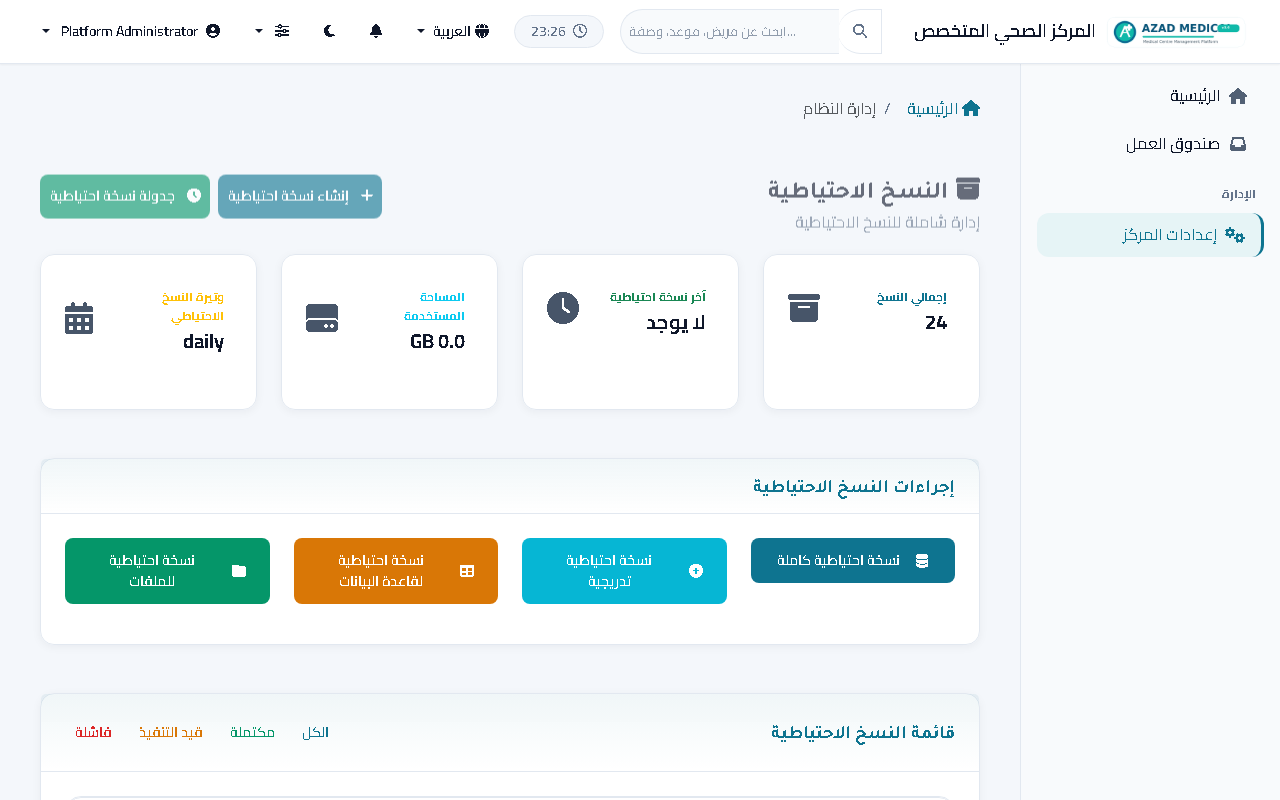 AZAD MEDIC
Medical Centre Management Platform
المركز الصحي المتخصص
ابحث عن مريض، موعد، وصفة...
23:26
العربية
Platform Administrator
الرئيسية
صندوق العمل
الإدارة
إعدادات المركز
الرئيسية / إدارة النظام
النسخ الاحتياطية
إدارة شاملة للنسخ الاحتياطية
إنشاء نسخة احتياطية
جدولة نسخة احتياطية
إجمالي النسخ
24
آخر نسخة احتياطية
لا يوجد
المساحة
المستخدمة
0.0 GB
وتيرة النسخ
الاحتياطي
daily
إجراءات النسخ الاحتياطية
نسخة احتياطية كاملة
نسخة احتياطية
تدريجية
نسخة احتياطية
لقاعدة البيانات
نسخة احتياطية
للملفات
قائمة النسخ الاحتياطية
الكل
مكتملة
قيد التنفيذ
فاشلة